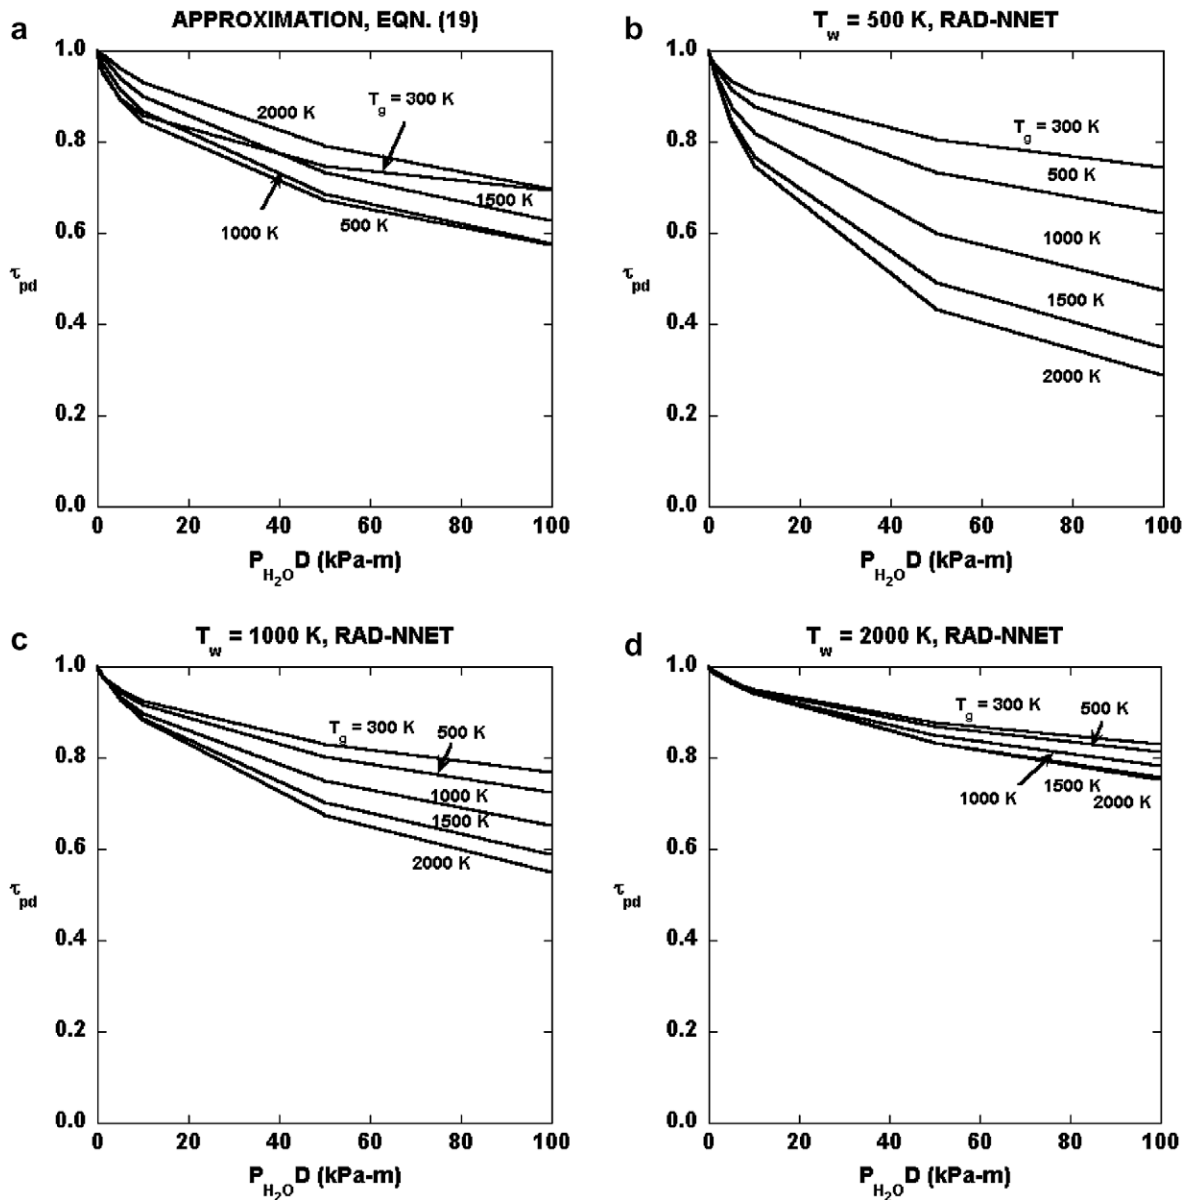 a
APPROXIMATION, EQN. (19)
1.0
0.8
0.6
0.4
0.2
0.0
τpd
2000 K
Tg = 300 K
1500 K
1000 K
500 K
0 20 40 60 80 100
PH2O D (kPa-m)
b
Tw = 500 K, RAD-NNET
1.0
0.8
0.6
0.4
0.2
0.0
τpd
Tg = 300 K
500 K
1000 K
1500 K
2000 K
0 20 40 60 80 100
PH2O D (kPa-m)
c
Tw = 1000 K, RAD-NNET
1.0
0.8
0.6
0.4
0.2
0.0
τpd
Tg = 300 K
500 K
1000 K
1500 K
2000 K
0 20 40 60 80 100
PH2O D (kPa-m)
d
Tw = 2000 K, RAD-NNET
1.0
0.8
0.6
0.4
0.2
0.0
τpd
Tg = 300 K
500 K
1000 K
1500 K
2000 K
0 20 40 60 80 100
PH2O D (kPa-m)